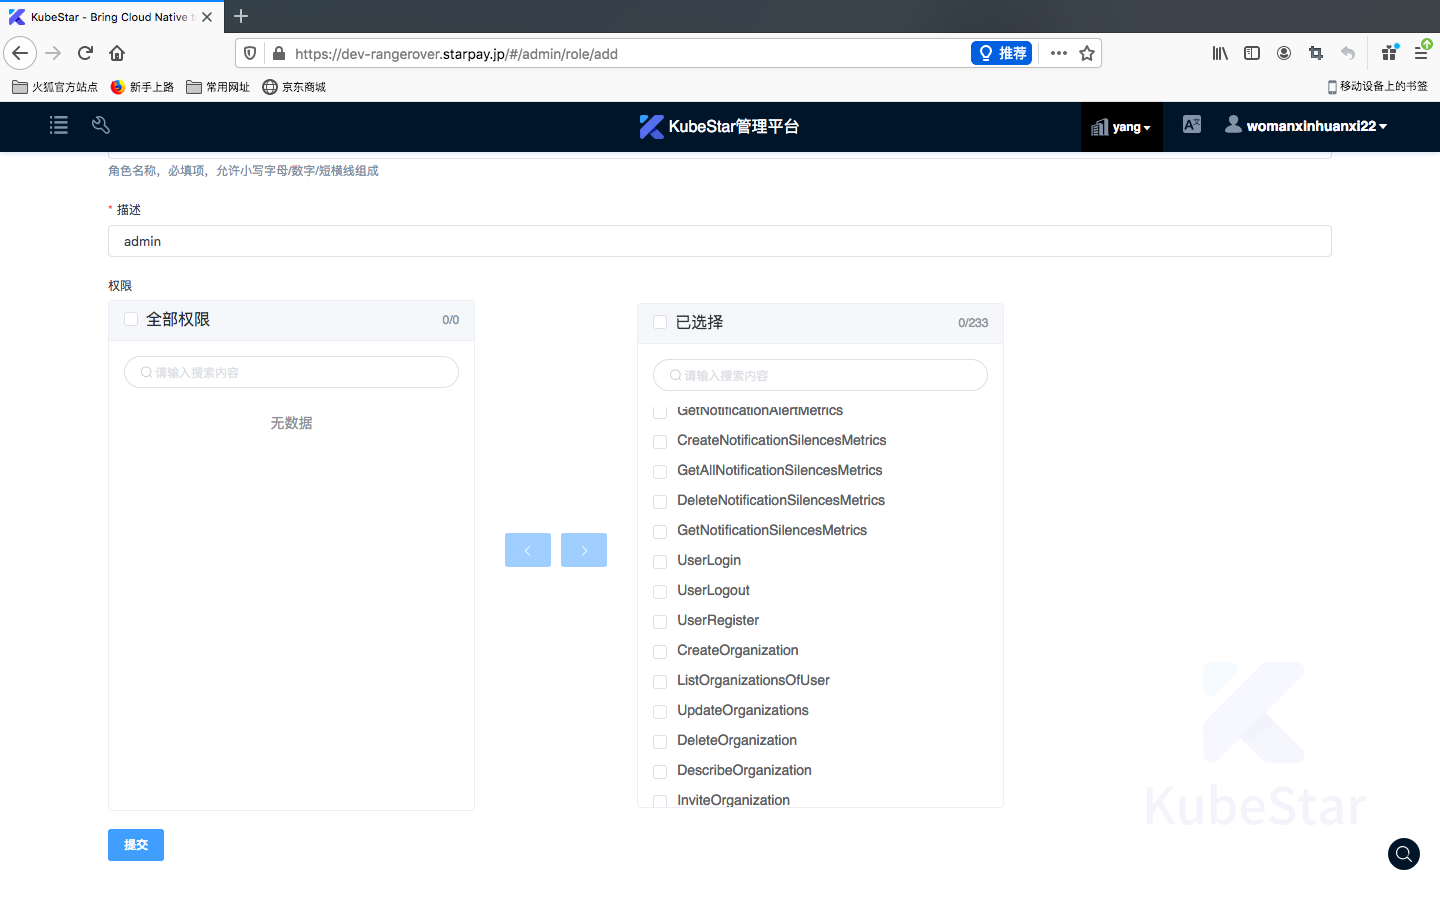 KubeStar - Bring Cloud Native t
https://dev-rangerover.starpay.jp/#/admin/role/add
推荐
火狐官方站点
新手上路
常用网址
京东商城
移动设备上的书签
KubeStar管理平台
yang
womanxinhuanxi22
角色名称，必填项，允许小写字母/数字/短横线组成
* 描述
admin
权限
全部权限
0/0
请输入搜索内容
无数据
已选择
0/233
请输入搜索内容
GetNotificationAlertMetrics
CreateNotificationSilencesMetrics
GetAllNotificationSilencesMetrics
DeleteNotificationSilencesMetrics
GetNotificationSilencesMetrics
UserLogin
UserLogout
UserRegister
CreateOrganization
ListOrganizationsOfUser
UpdateOrganizations
DeleteOrganization
DescribeOrganization
InviteOrganization
提交
KubeStar